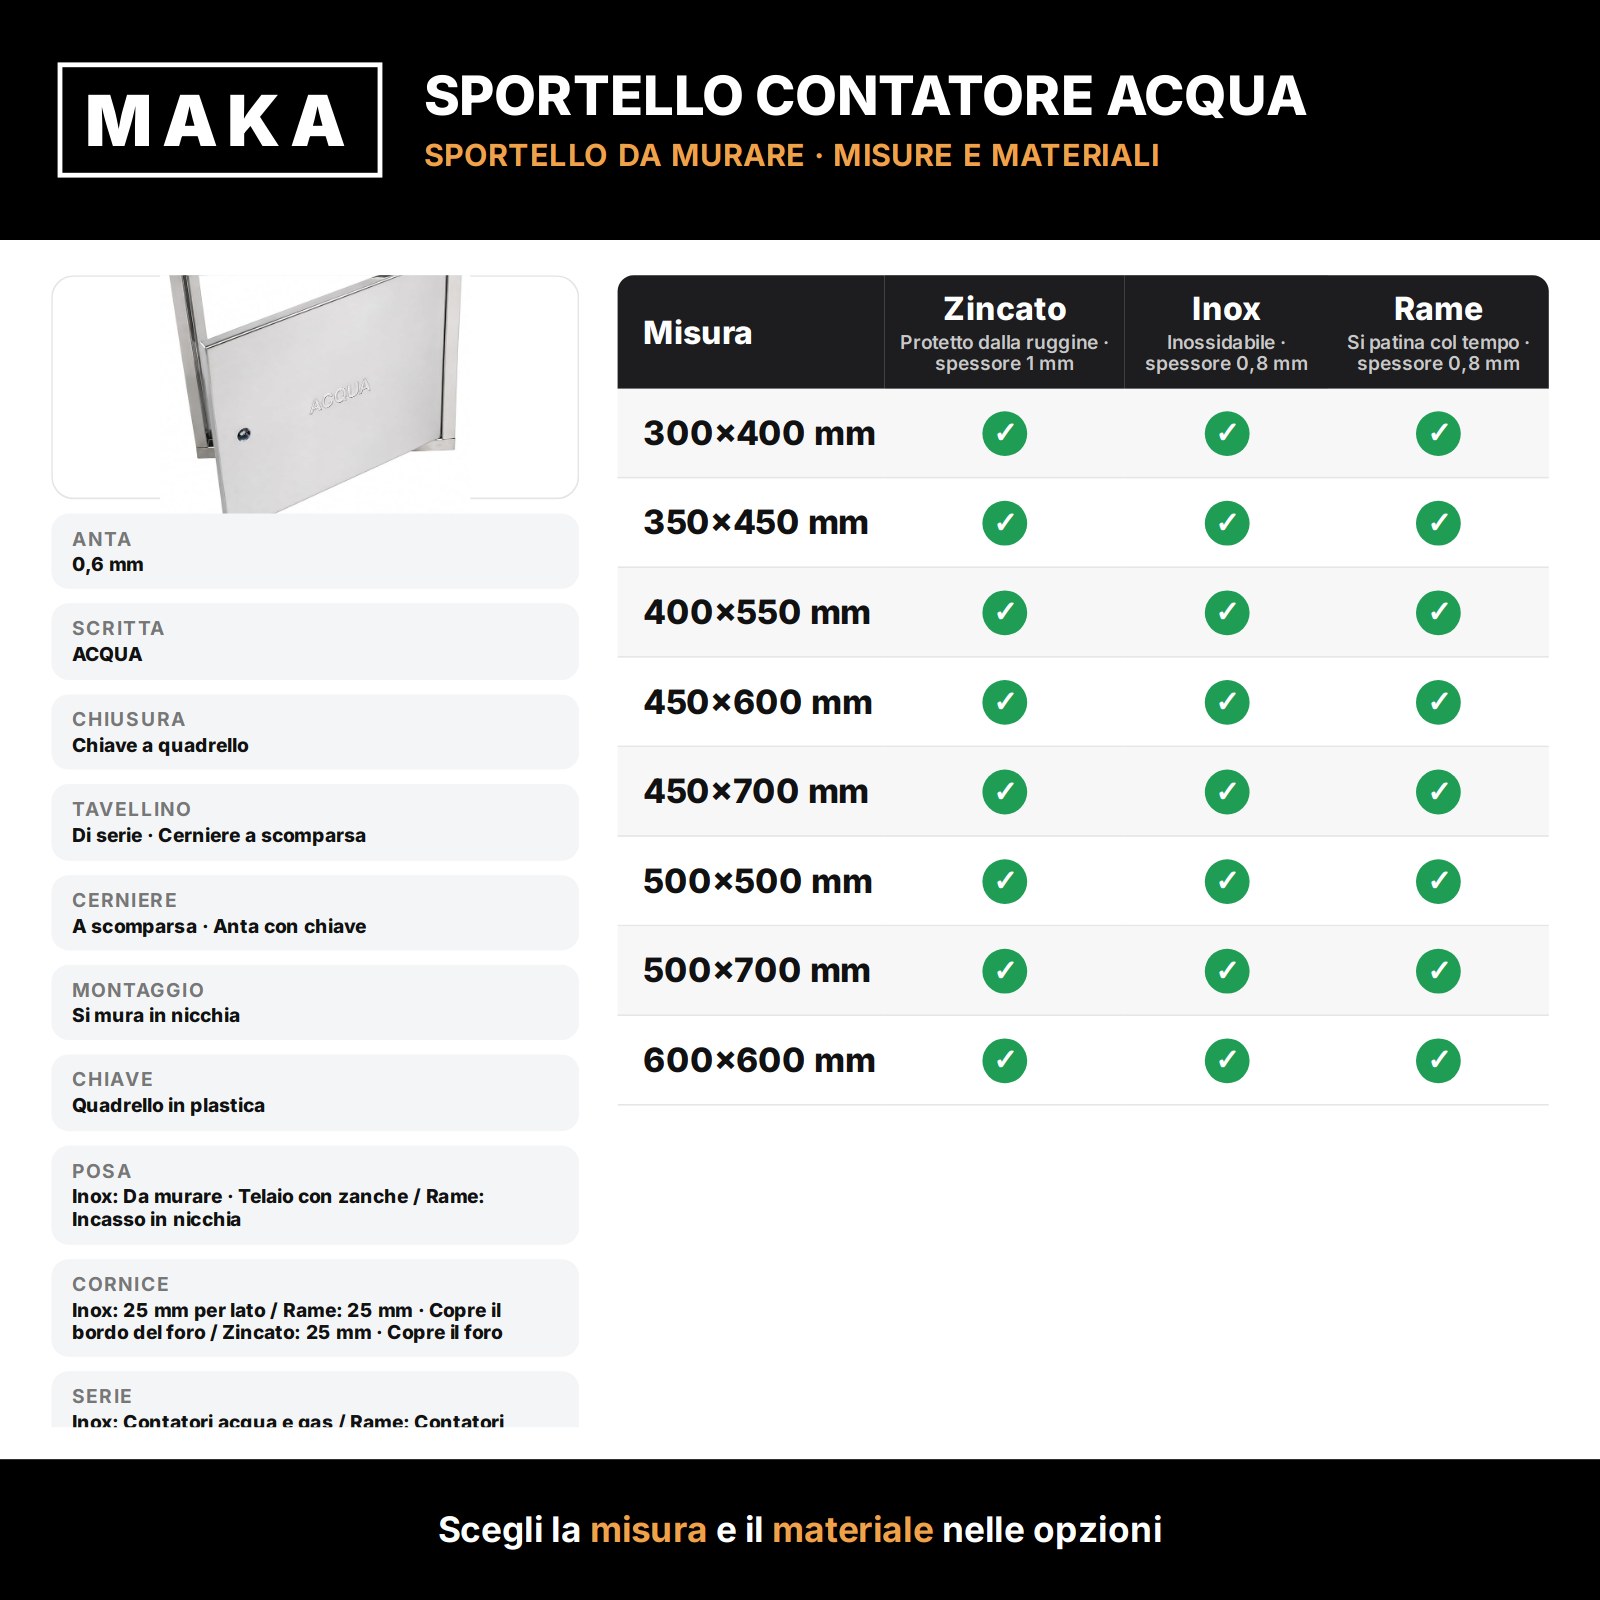 MAKA
SPORTELLO CONTATORE ACQUA
SPORTELLO DA MURARE · MISURE E MATERIALI
ACQUA
ANTA
0,6 mm
SCRITTA
ACQUA
CHIUSURA
Chiave a quadrello
TAVELLINO
Di serie · Cerniere a scomparsa
CERNIERE
A scomparsa · Anta con chiave
MONTAGGIO
Si mura in nicchia
CHIAVE
Quadrello in plastica
POSA
Inox: Da murare · Telaio con zanche / Rame:
Incasso in nicchia
CORNICE
Inox: 25 mm per lato / Rame: 25 mm · Copre il
bordo del foro / Zincato: 25 mm · Copre il foro
SERIE
Inox: Contatori acqua e gas / Rame: Contatori
Misura
Zincato
Protetto dalla ruggine ·
spessore 1 mm
Inox
Inossidabile ·
spessore 0,8 mm
Rame
Si patina col tempo ·
spessore 0,8 mm
300×400 mm ✓ ✓ ✓
350×450 mm ✓ ✓ ✓
400×550 mm ✓ ✓ ✓
450×600 mm ✓ ✓ ✓
450×700 mm ✓ ✓ ✓
500×500 mm ✓ ✓ ✓
500×700 mm ✓ ✓ ✓
600×600 mm ✓ ✓ ✓
Scegli la misura e il materiale nelle opzioni